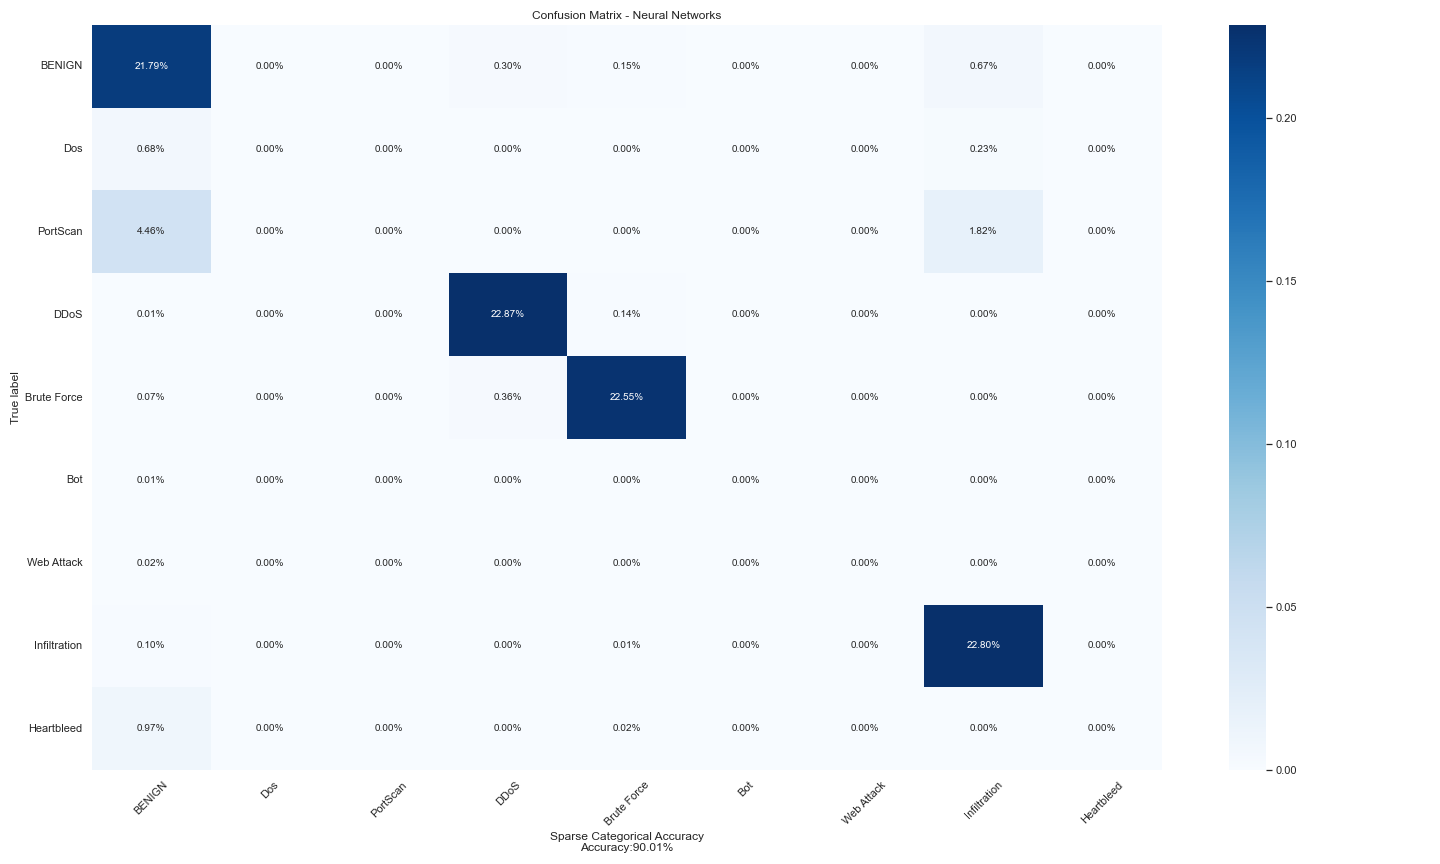 Confusion Matrix - Neural Networks
BENIGN 21.79% 0.00% 0.00% 0.30% 0.15% 0.00% 0.00% 0.67% 0.00%
Dos 0.68% 0.00% 0.00% 0.00% 0.00% 0.00% 0.00% 0.23% 0.00%
PortScan 4.46% 0.00% 0.00% 0.00% 0.00% 0.00% 0.00% 1.82% 0.00%
DDoS 0.01% 0.00% 0.00% 22.87% 0.14% 0.00% 0.00% 0.00% 0.00%
True label
Brute Force 0.07% 0.00% 0.00% 0.36% 22.55% 0.00% 0.00% 0.00% 0.00%
Bot 0.01% 0.00% 0.00% 0.00% 0.00% 0.00% 0.00% 0.00% 0.00%
Web Attack 0.02% 0.00% 0.00% 0.00% 0.00% 0.00% 0.00% 0.00% 0.00%
Infiltration 0.10% 0.00% 0.00% 0.00% 0.01% 0.00% 0.00% 22.80% 0.00%
Heartbleed 0.97% 0.00% 0.00% 0.00% 0.02% 0.00% 0.00% 0.00% 0.00%
BENIGN Dos PortScan DDoS Brute Force Bot Web Attack Infiltration Heartbleed
Sparse Categorical Accuracy
Accuracy:90.01%
0.20
0.15
0.10
0.05
0.00